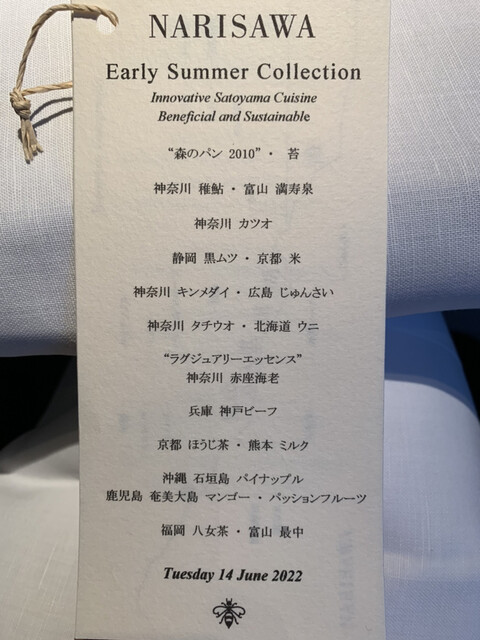 NARISAWA
Early Summer Collection
Innovative Satoyama Cuisine
Beneficial and Sustainable
“森のパン 2010”・ 苔
神奈川 稚鮎・富山 満寿泉
神奈川 カツオ
静岡 黒ムツ・京都 米
神奈川 キンメダイ・広島 じゅんさい
神奈川 タチウオ・北海道 ウニ
“ラグジュアリーエッセンス”
神奈川 赤座海老
兵庫 神戸ビーフ
京都 ほうじ茶・熊本 ミルク
沖縄 石垣島 パイナップル
鹿児島 奄美大島 マンゴー・パッションフルーツ
福岡 八女茶・富山 最中
Tuesday 14 June 2022